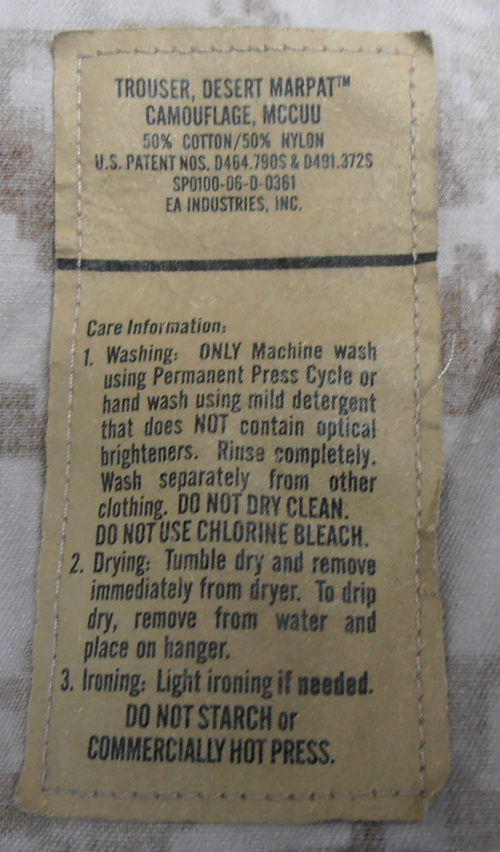 TROUSER, DESERT MARPAT™
CAMOUFLAGE, MCCUU
50% COTTON/50% NYLON
U.S. PATENT NOS. D464.790S & D491.372S
SP0100-06-D-0361
EA INDUSTRIES, INC.
Care Information:
1. Washing: ONLY Machine wash
using Permanent Press Cycle or
hand wash using mild detergent
that does NOT contain optical
brighteners. Rinse completely.
Wash separately from other
clothing. DO NOT DRY CLEAN.
DO NOT USE CHLORINE BLEACH.
2. Drying: Tumble dry and remove
immediately from dryer. To drip
dry, remove from water and
place on hanger.
3. Ironing: Light ironing if needed.
DO NOT STARCH or
COMMERCIALLY HOT PRESS.